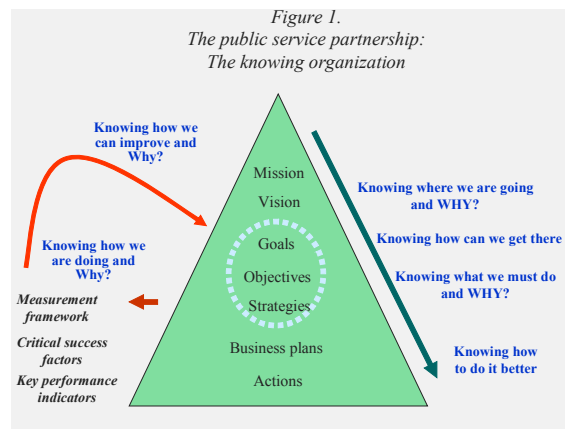 Figure 1.
The public service partnership:
The knowing organization
Knowing how we
can improve and
Why?
Mission
Vision
Goals
Objectives
Strategies
Business plans
Actions
Knowing where we are going
and WHY?
Knowing how can we get there
Knowing what we must do
and WHY?
Knowing how
to do it better
Knowing how we
are doing and
Why?
Measurement
framework
Critical success
factors
Key performance
indicators